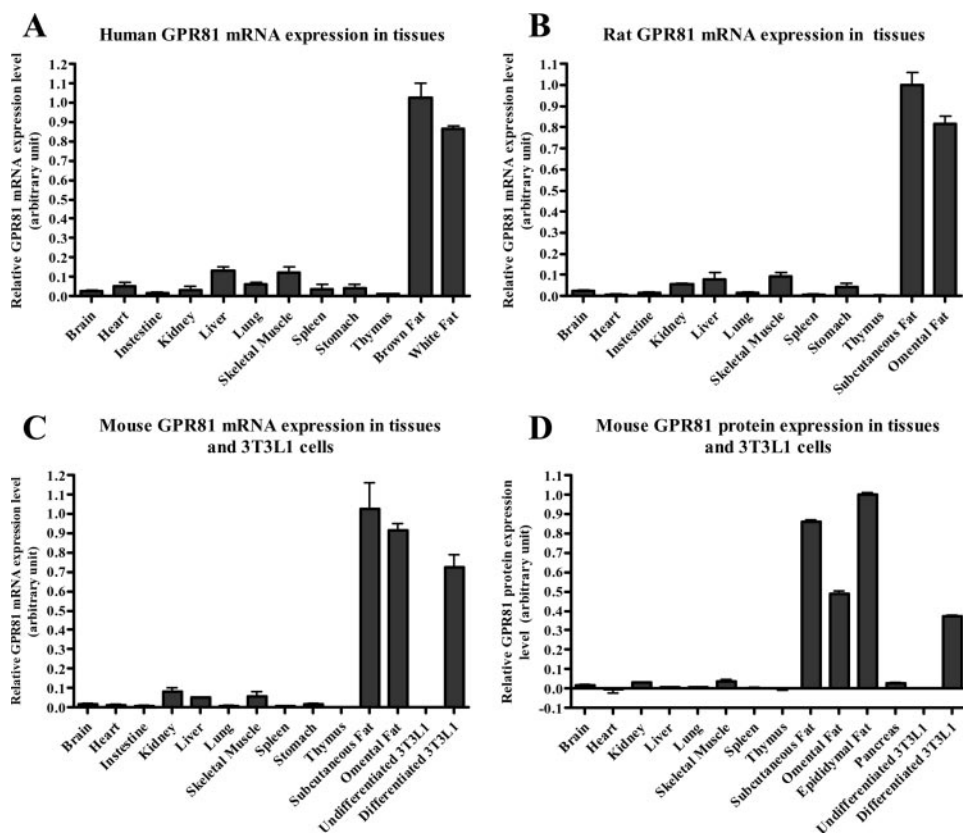 A
Human GPR81 mRNA expression in tissues
Relative GPR81 mRNA expression level
(arbitrary unit)
1.2
1.1
1.0
0.9
0.8
0.7
0.6
0.5
0.4
0.3
0.2
0.1
0.0
Brain
Heart
Instestine
Kidney
Liver
Lung
Skeletal Muscle
Spleen
Stomach
Thymus
Brown Fat
White Fat
B
Rat GPR81 mRNA expression in tissues
Relative GPR81 mRNA expression level
(arbitrary unit)
1.1
1.0
0.9
0.8
0.7
0.6
0.5
0.4
0.3
0.2
0.1
0.0
Brain
Heart
Instestine
Kidney
Liver
Lung
Skeletal Muscle
Spleen
Stomach
Thymus
Subcutaneous Fat
Omental Fat
C
Mouse GPR81 mRNA expression in tissues
and 3T3L1 cells
Relative GPR81 mRNA expression level
(arbitrary unit)
1.2
1.1
1.0
0.9
0.8
0.7
0.6
0.5
0.4
0.3
0.2
0.1
0.0
Brain
Heart
Instestine
Kidney
Liver
Lung
Skeletal Muscle
Spleen
Stomach
Thymus
Subcutaneous Fat
Omental Fat
Undifferentiated 3T3L1
Differentiated 3T3L1
D
Mouse GPR81 protein expression in tissues
and 3T3L1 cells
Relative GPR81 protein expression
level (arbitrary unit)
1.1
1.0
0.9
0.8
0.7
0.6
0.5
0.4
0.3
0.2
0.1
0.0
-0.1
Brain
Heart
Kidney
Liver
Lung
Skeletal Muscle
Spleen
Thymus
Subcutaneous Fat
Omental Fat
Epididymal Fat
Pancreas
Undifferentiated 3T3L1
Differentiated 3T3L1